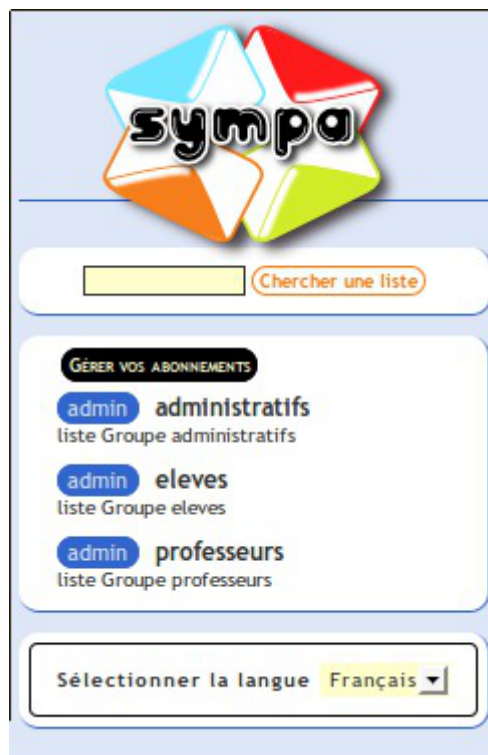 sympa
Chercher une liste
GÉRER VOS ABONNEMENTS
admin administratifs
liste Groupe administratifs
admin eleves
liste Groupe eleves
admin professeurs
liste Groupe professeurs
Sélectionner la langue Français